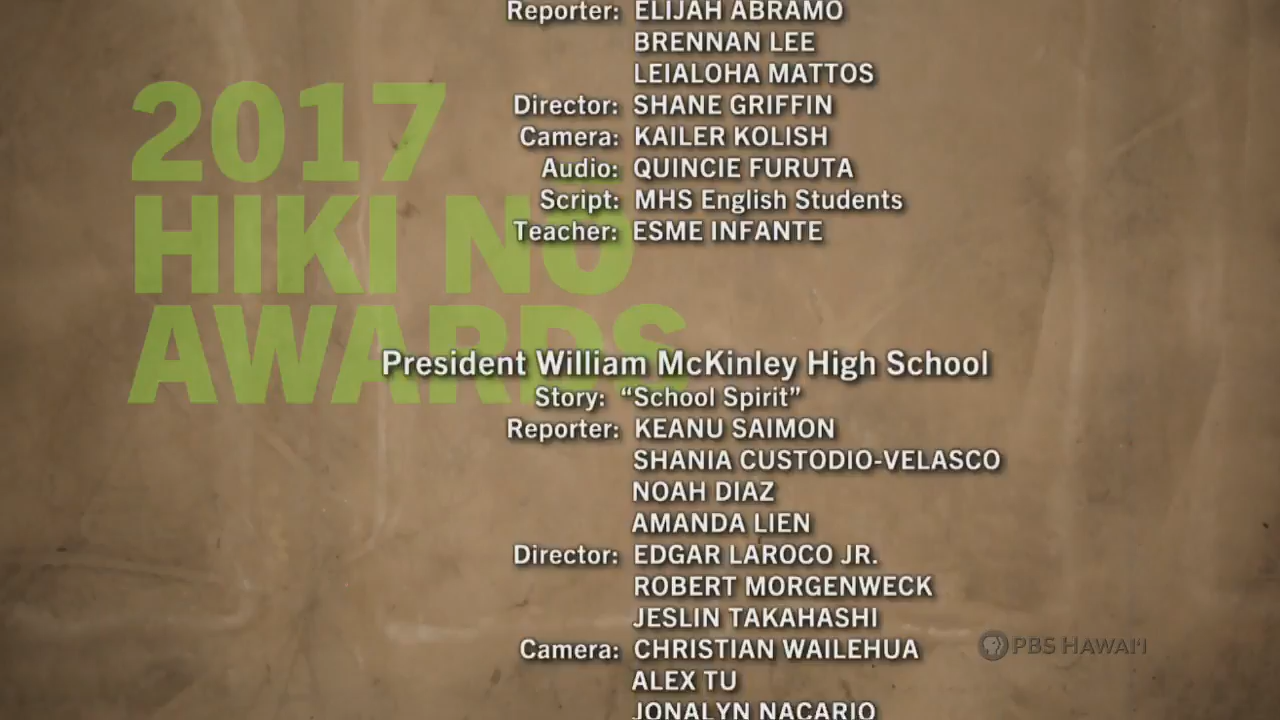 2017
HIKI NŌ
AWARDS
Reporter: ELIJAH ABRAMO
BRENNAN LEE
LEIALOHA MATTOS
Director: SHANE GRIFFIN
Camera: KAILER KOLISH
Audio: QUINCIE FURUTA
Script: MHS English Students
Teacher: ESME INFANTE
President William McKinley High School
Story: “School Spirit”
Reporter: KEANU SAIMON
SHANIA CUSTODIO-VELASCO
NOAH DIAZ
AMANDA LIEN
Director: EDGAR LAROCO JR.
ROBERT MORGENWECK
JESLIN TAKAHASHI
Camera: CHRISTIAN WAILEHUA
ALEX TU
JONALYN NACARIO
PBS HAWAIʻI